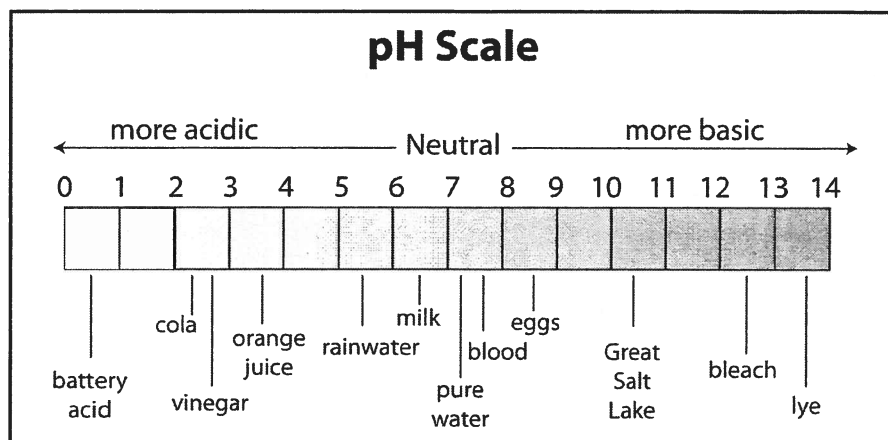 pH Scale
more acidic Neutral more basic
0 1 2 3 4 5 6 7 8 9 10 11 12 13 14
cola
vinegar
battery
acid
orange
juice
rainwater
milk
pure
water
blood
eggs
Great
Salt
Lake
bleach
lye